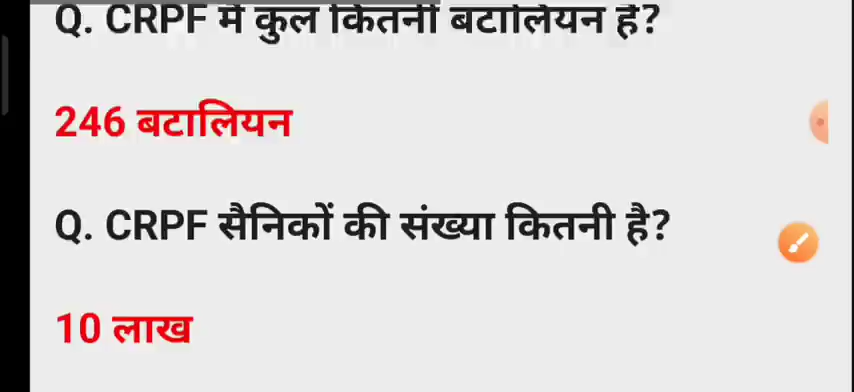 Q. CRPF में कुल कितनी बटालियन है?
246 बटालियन
Q. CRPF सैनिकों की संख्या कितनी है?
10 लाख